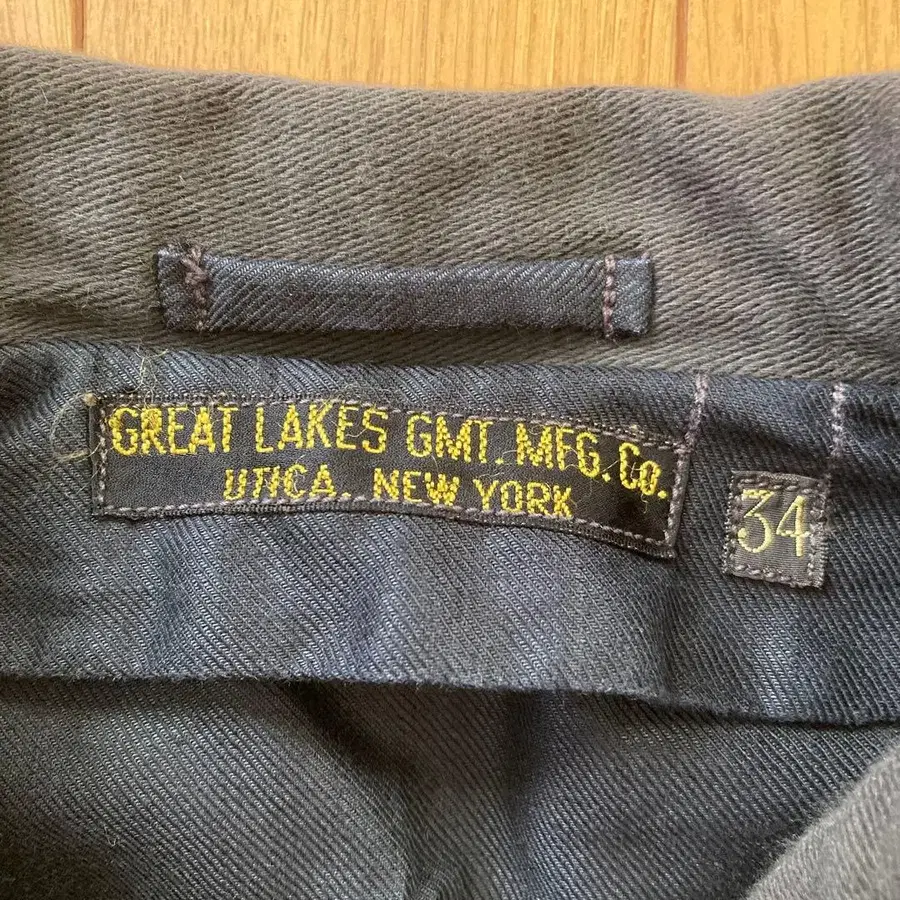 GREAT LAKES GMT. MFG. Co.
UTICA. NEW YORK
34